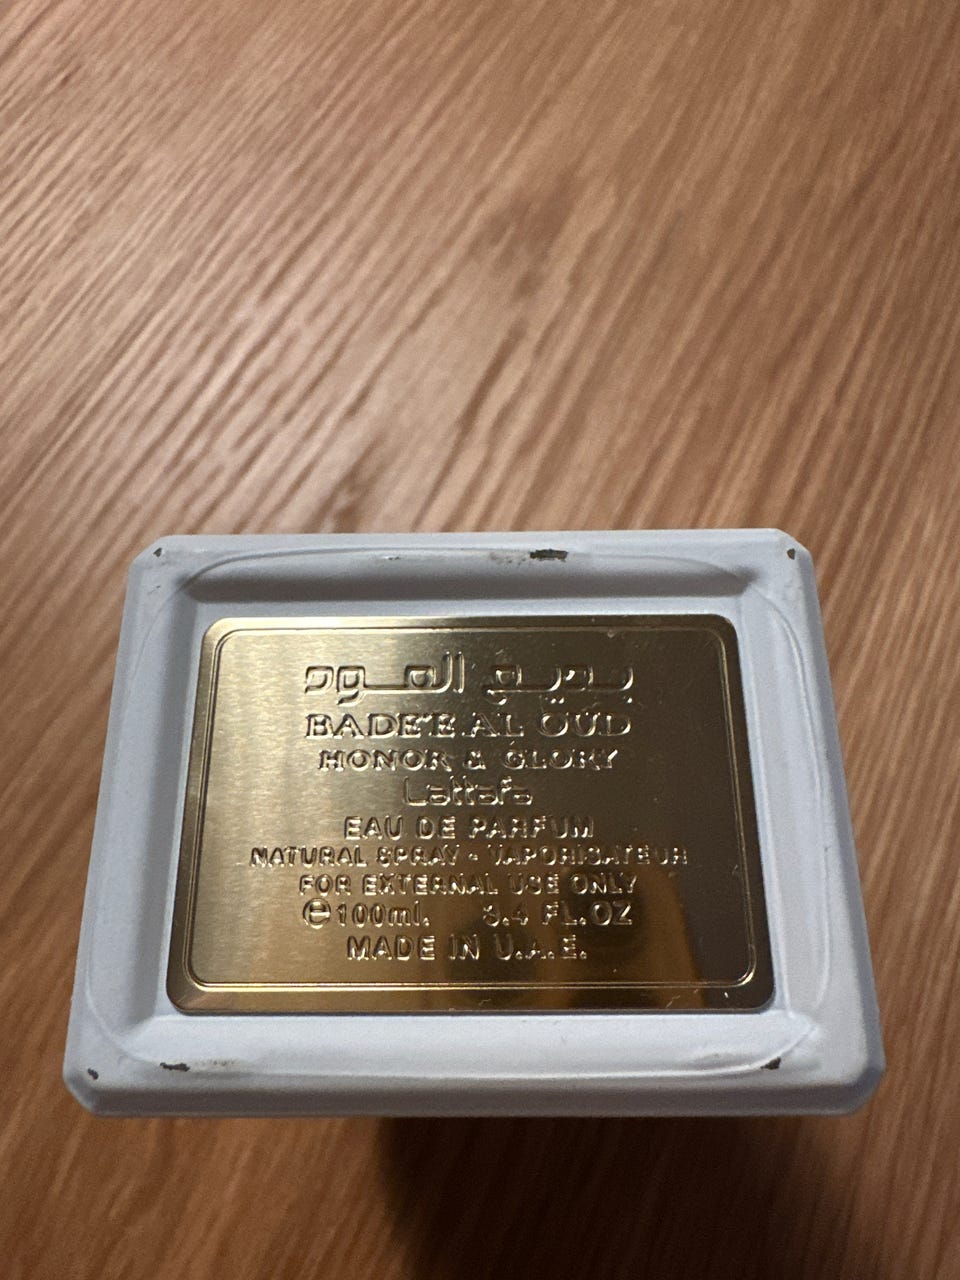 بديع العود
BADE'E AL OUD
HONOR & GLORY
Lattafa
EAU DE PARFUM
NATURAL SPRAY - VAPORISATEUR
FOR EXTERNAL USE ONLY
℮100ml. 3.4 FL.OZ
MADE IN U.A.E.